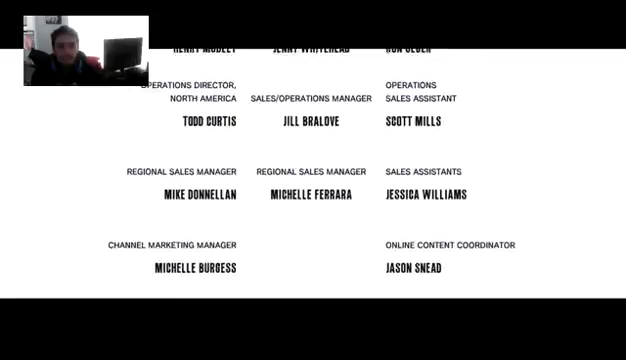 OPERATIONS DIRECTOR,
NORTH AMERICA
TODD CURTIS
SALES/OPERATIONS MANAGER
JILL BRALOVE
OPERATIONS
SALES ASSISTANT
SCOTT MILLS
REGIONAL SALES MANAGER
MIKE DONNELLAN
REGIONAL SALES MANAGER
MICHELLE FERRARA
SALES ASSISTANTS
JESSICA WILLIAMS
CHANNEL MARKETING MANAGER
MICHELLE BURGESS
ONLINE CONTENT COORDINATOR
JASON SNEAD